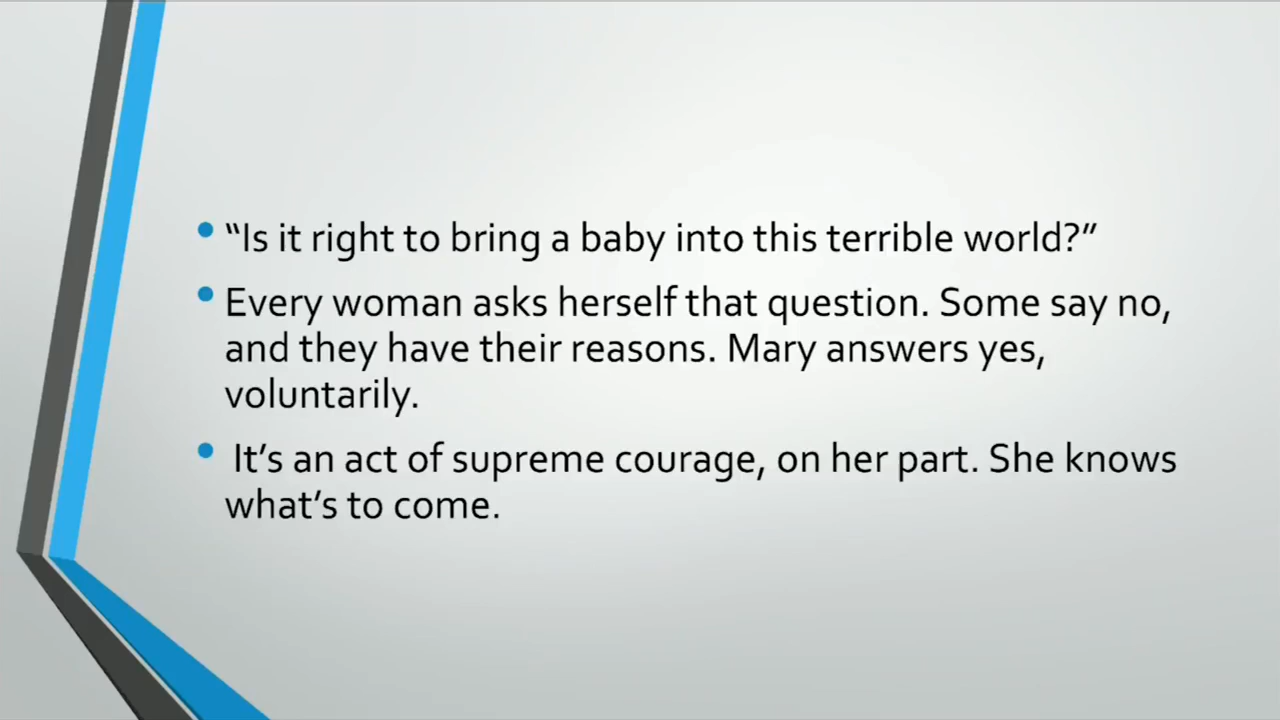 • “Is it right to bring a baby into this terrible world?”
• Every woman asks herself that question. Some say no,
and they have their reasons. Mary answers yes,
voluntarily.
• It’s an act of supreme courage, on her part. She knows
what’s to come.